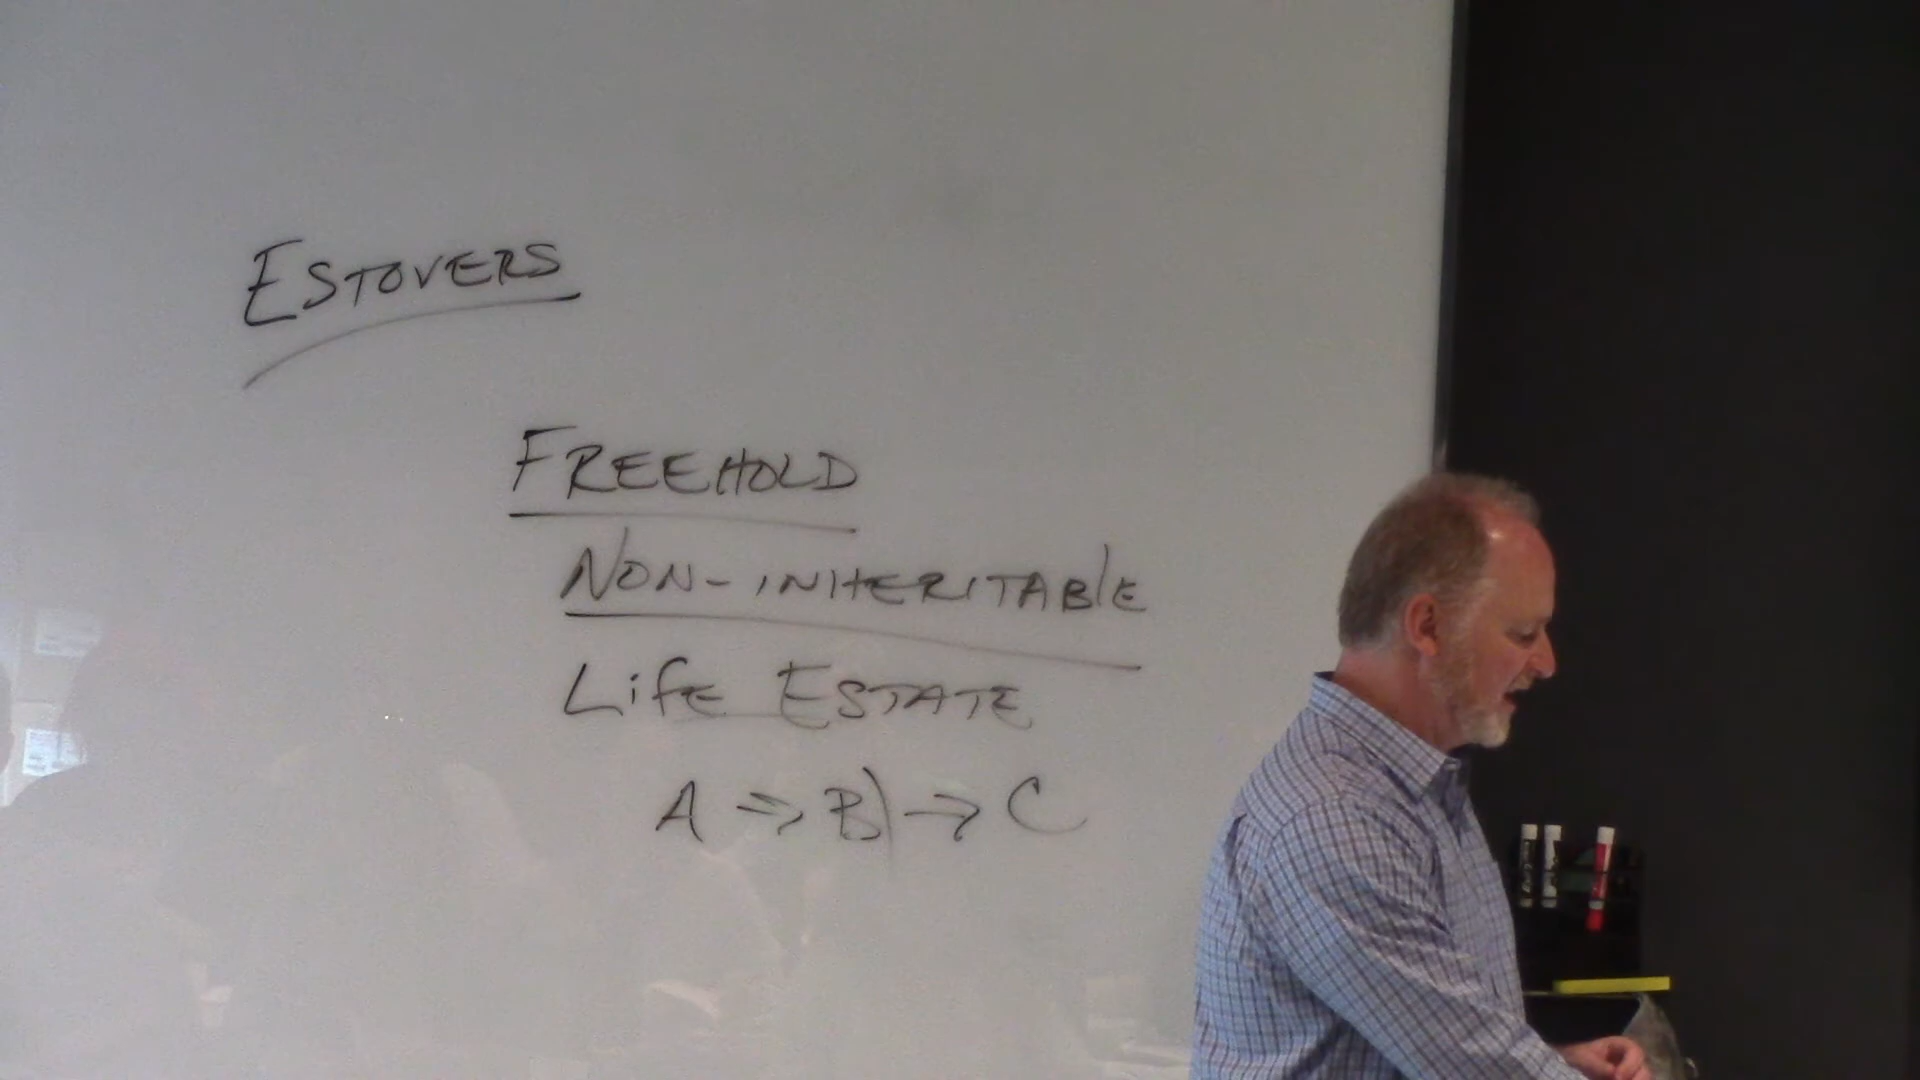 ESTOVERS
FREEHOLD
NON-INHERITABLE
LIFE ESTATE
A => B) → C